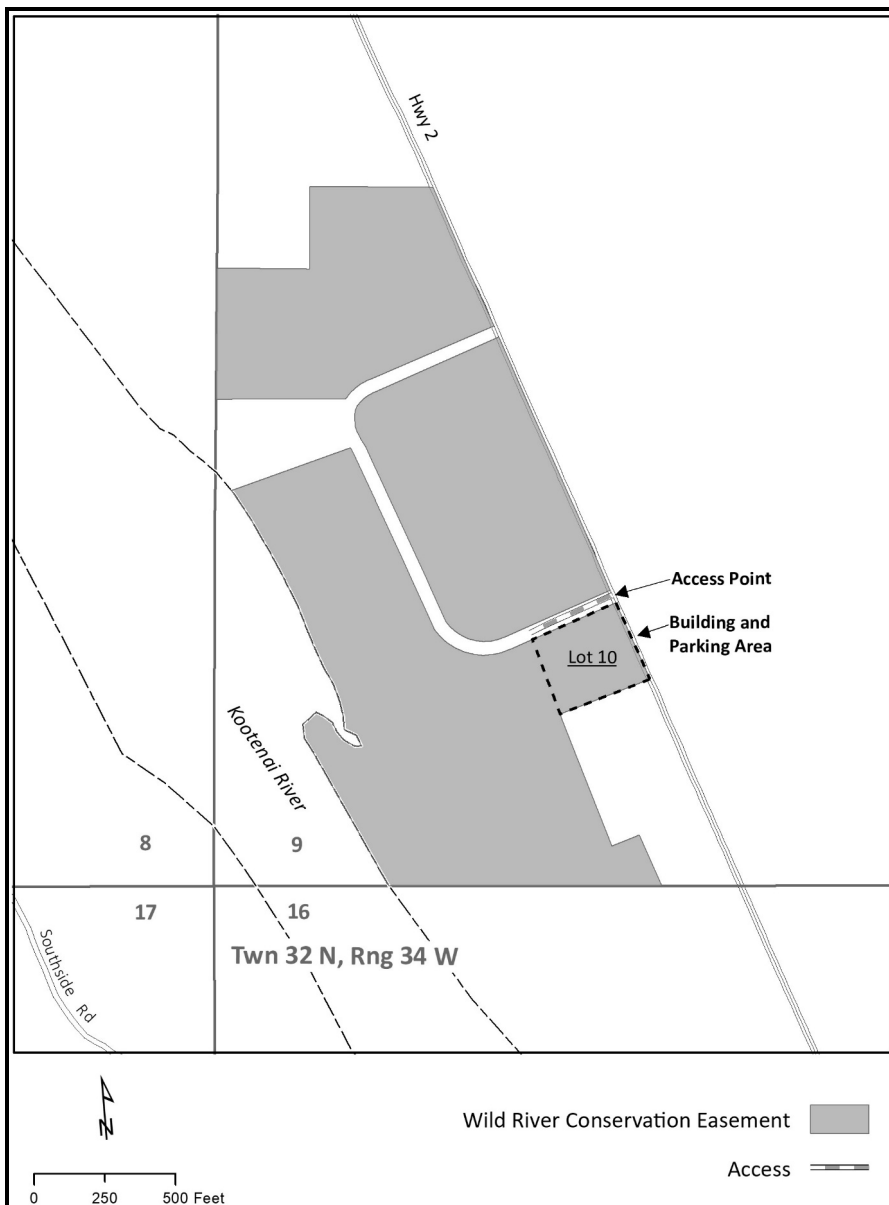 Hwy 2
Access Point
Building and
Parking Area
Lot 10
Kootenai River
8
9
17
16
Twn 32 N, Rng 34 W
Southside Rd
N
Wild River Conservation Easement
Access
0 250 500 Feet